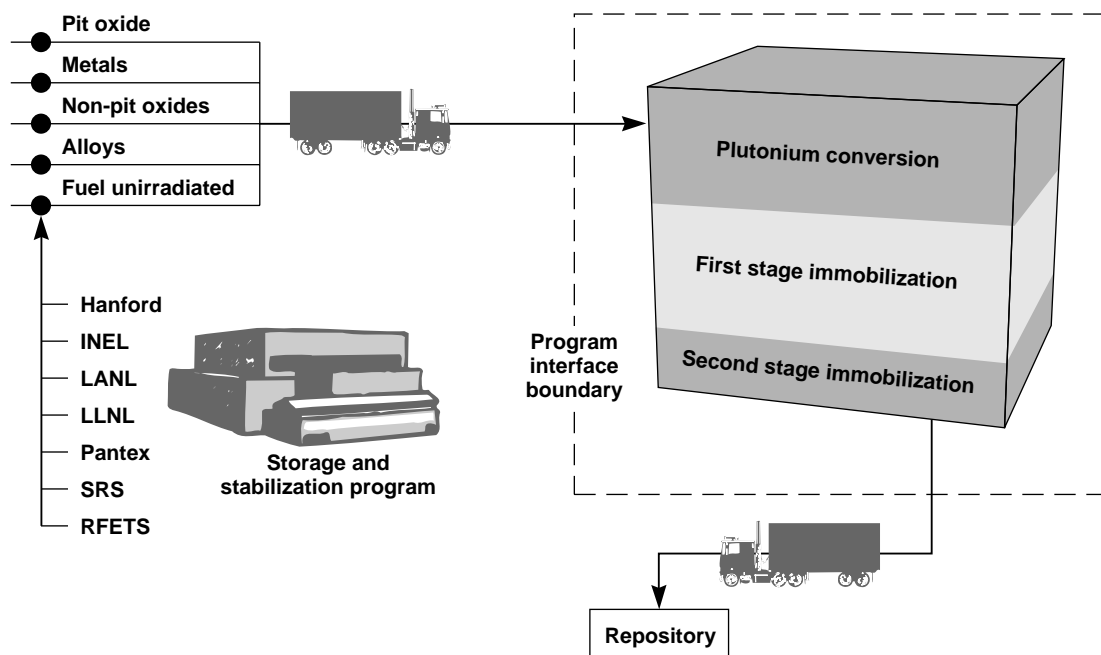 Pit oxide
Metals
Non-pit oxides
Alloys
Fuel unirradiated
Hanford
INEL
LANL
LLNL
Pantex
SRS
RFETS
Storage and
stabilization program
Program
interface
boundary
Plutonium conversion
First stage immobilization
Second stage immobilization
Repository